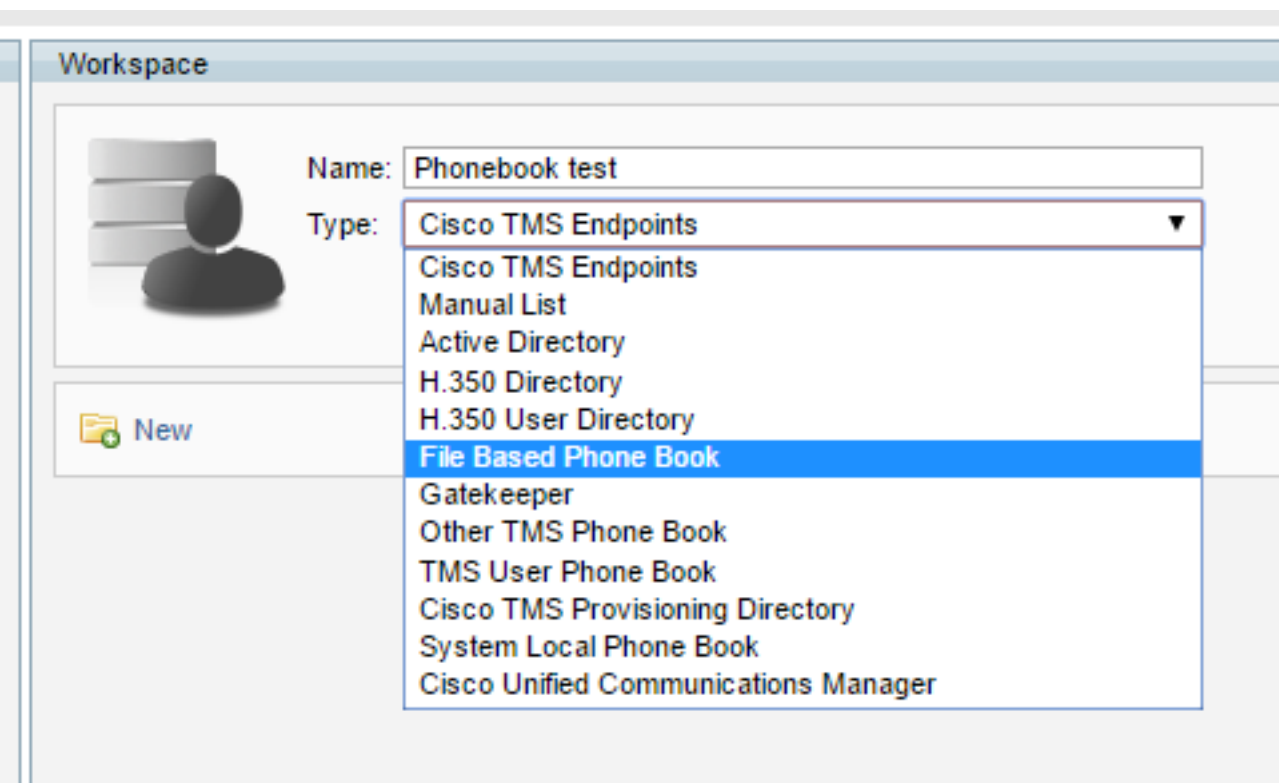 Workspace
Name: Phonebook test
Type: Cisco TMS Endpoints
Cisco TMS Endpoints
Manual List
Active Directory
H.350 Directory
H.350 User Directory
New
File Based Phone Book
Gatekeeper
Other TMS Phone Book
TMS User Phone Book
Cisco TMS Provisioning Directory
System Local Phone Book
Cisco Unified Communications Manager